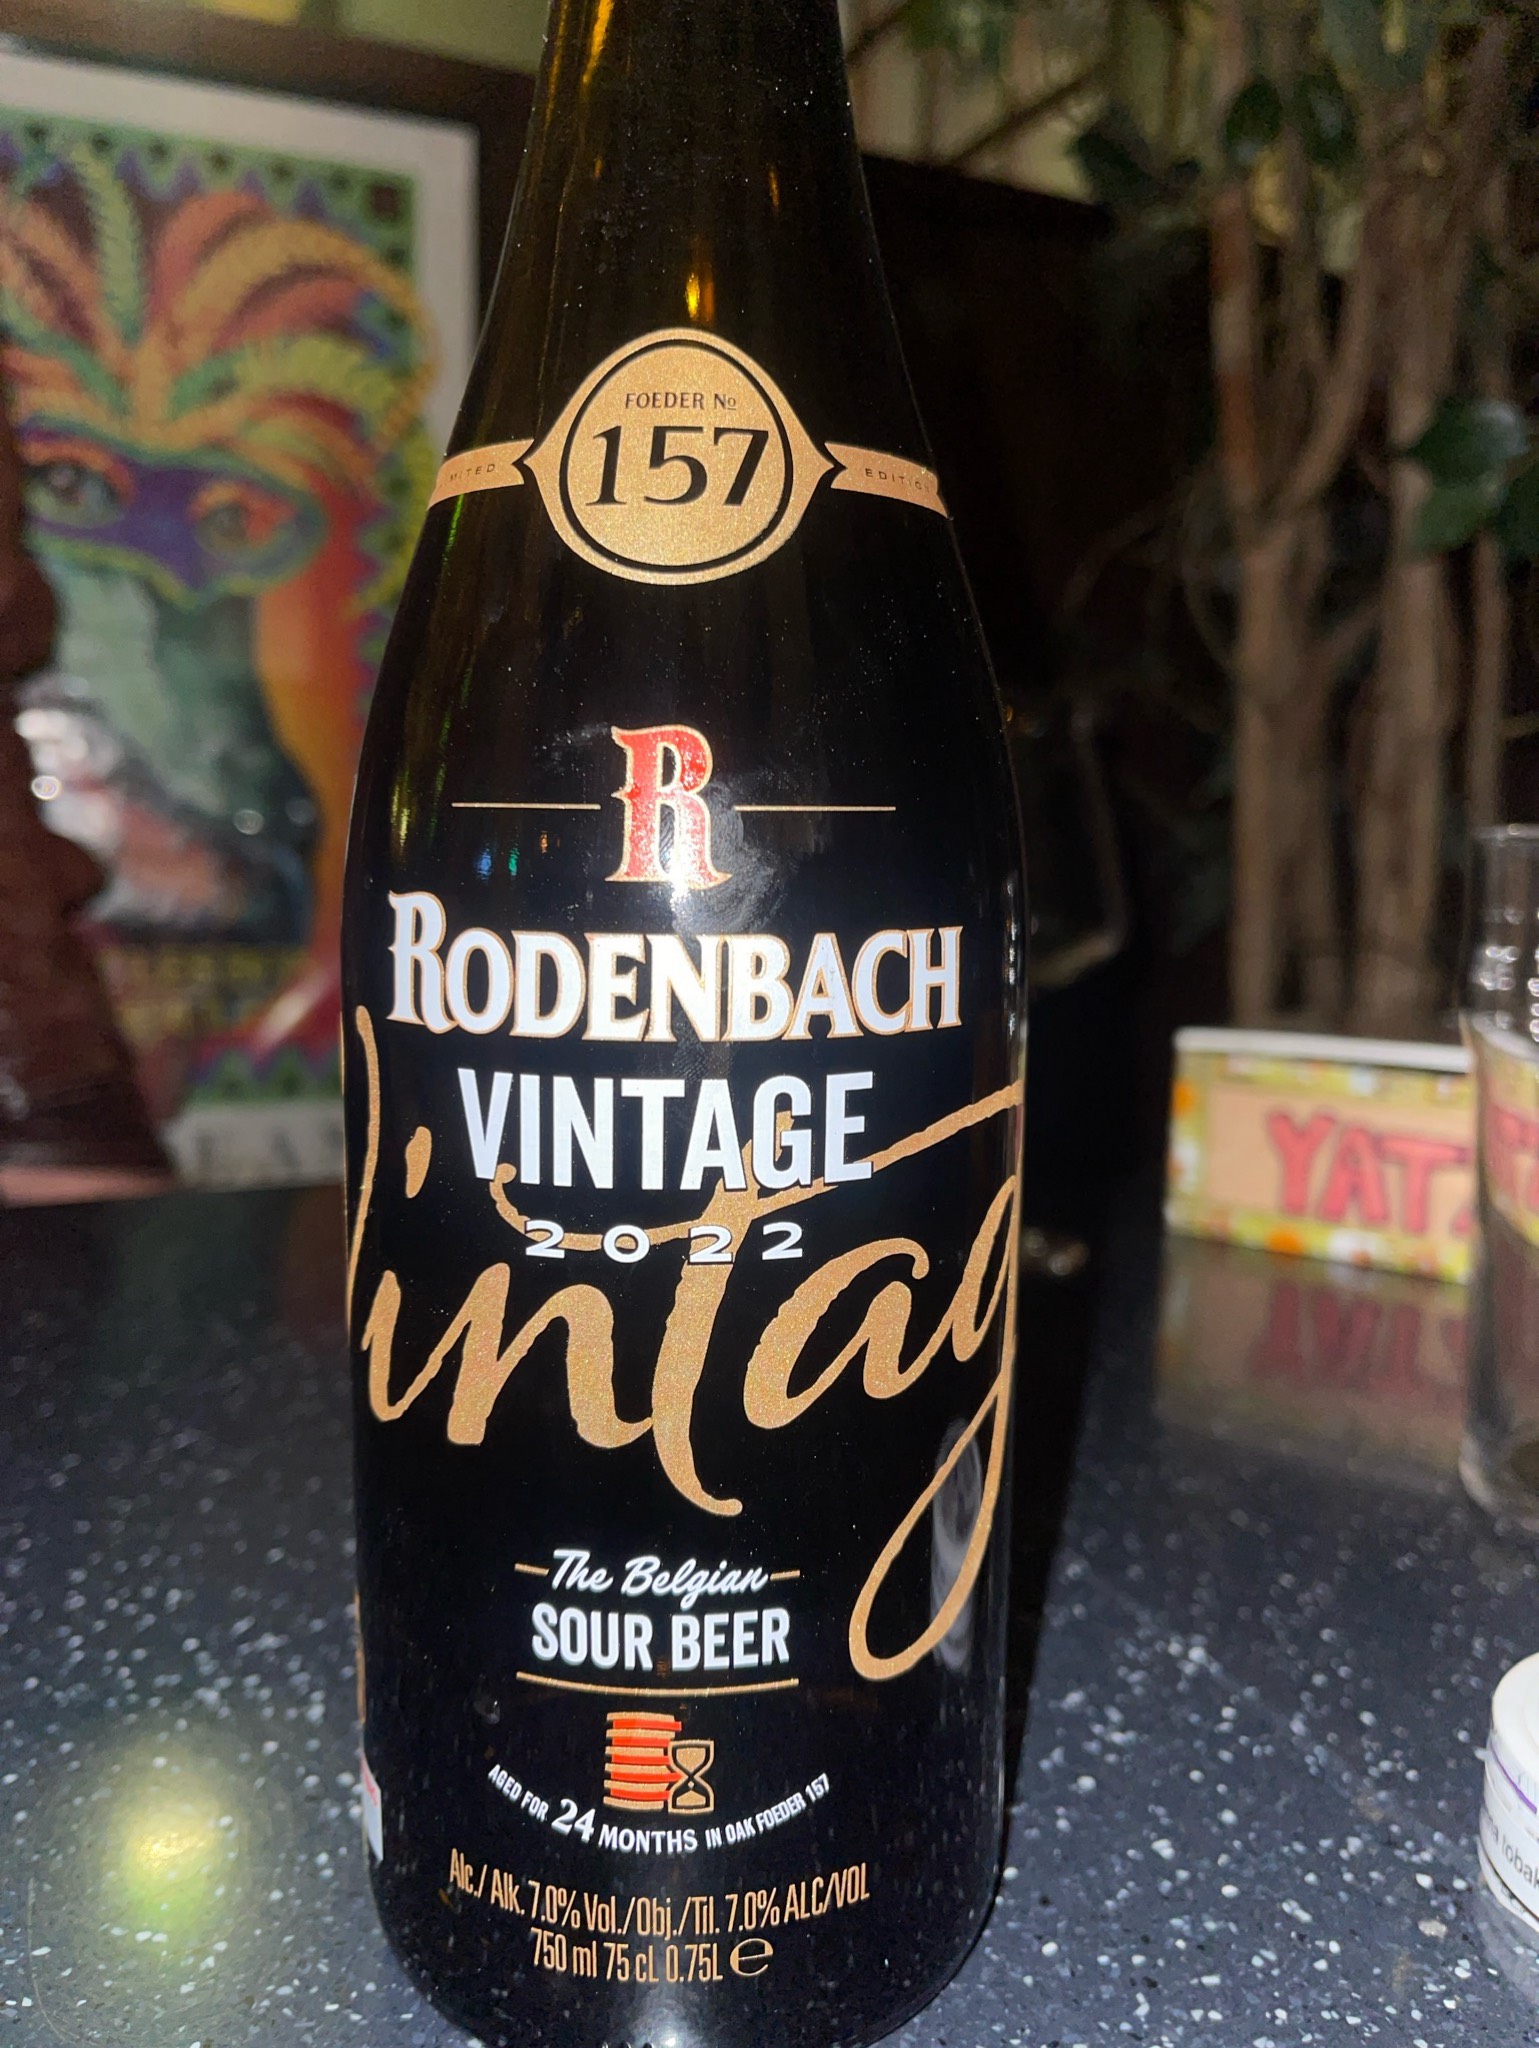 FOEDER No
157
EDITION
R
RODENBACH
VINTAGE
2022
Vintag
The Belgian
SOUR BEER
AGED FOR 24 MONTHS IN OAK FOEDER 157
Alc./Alk. 7.0% Vol./Obj./Til. 7.0% ALC/VOL
750 ml 75 cL 0.75L e
YAT